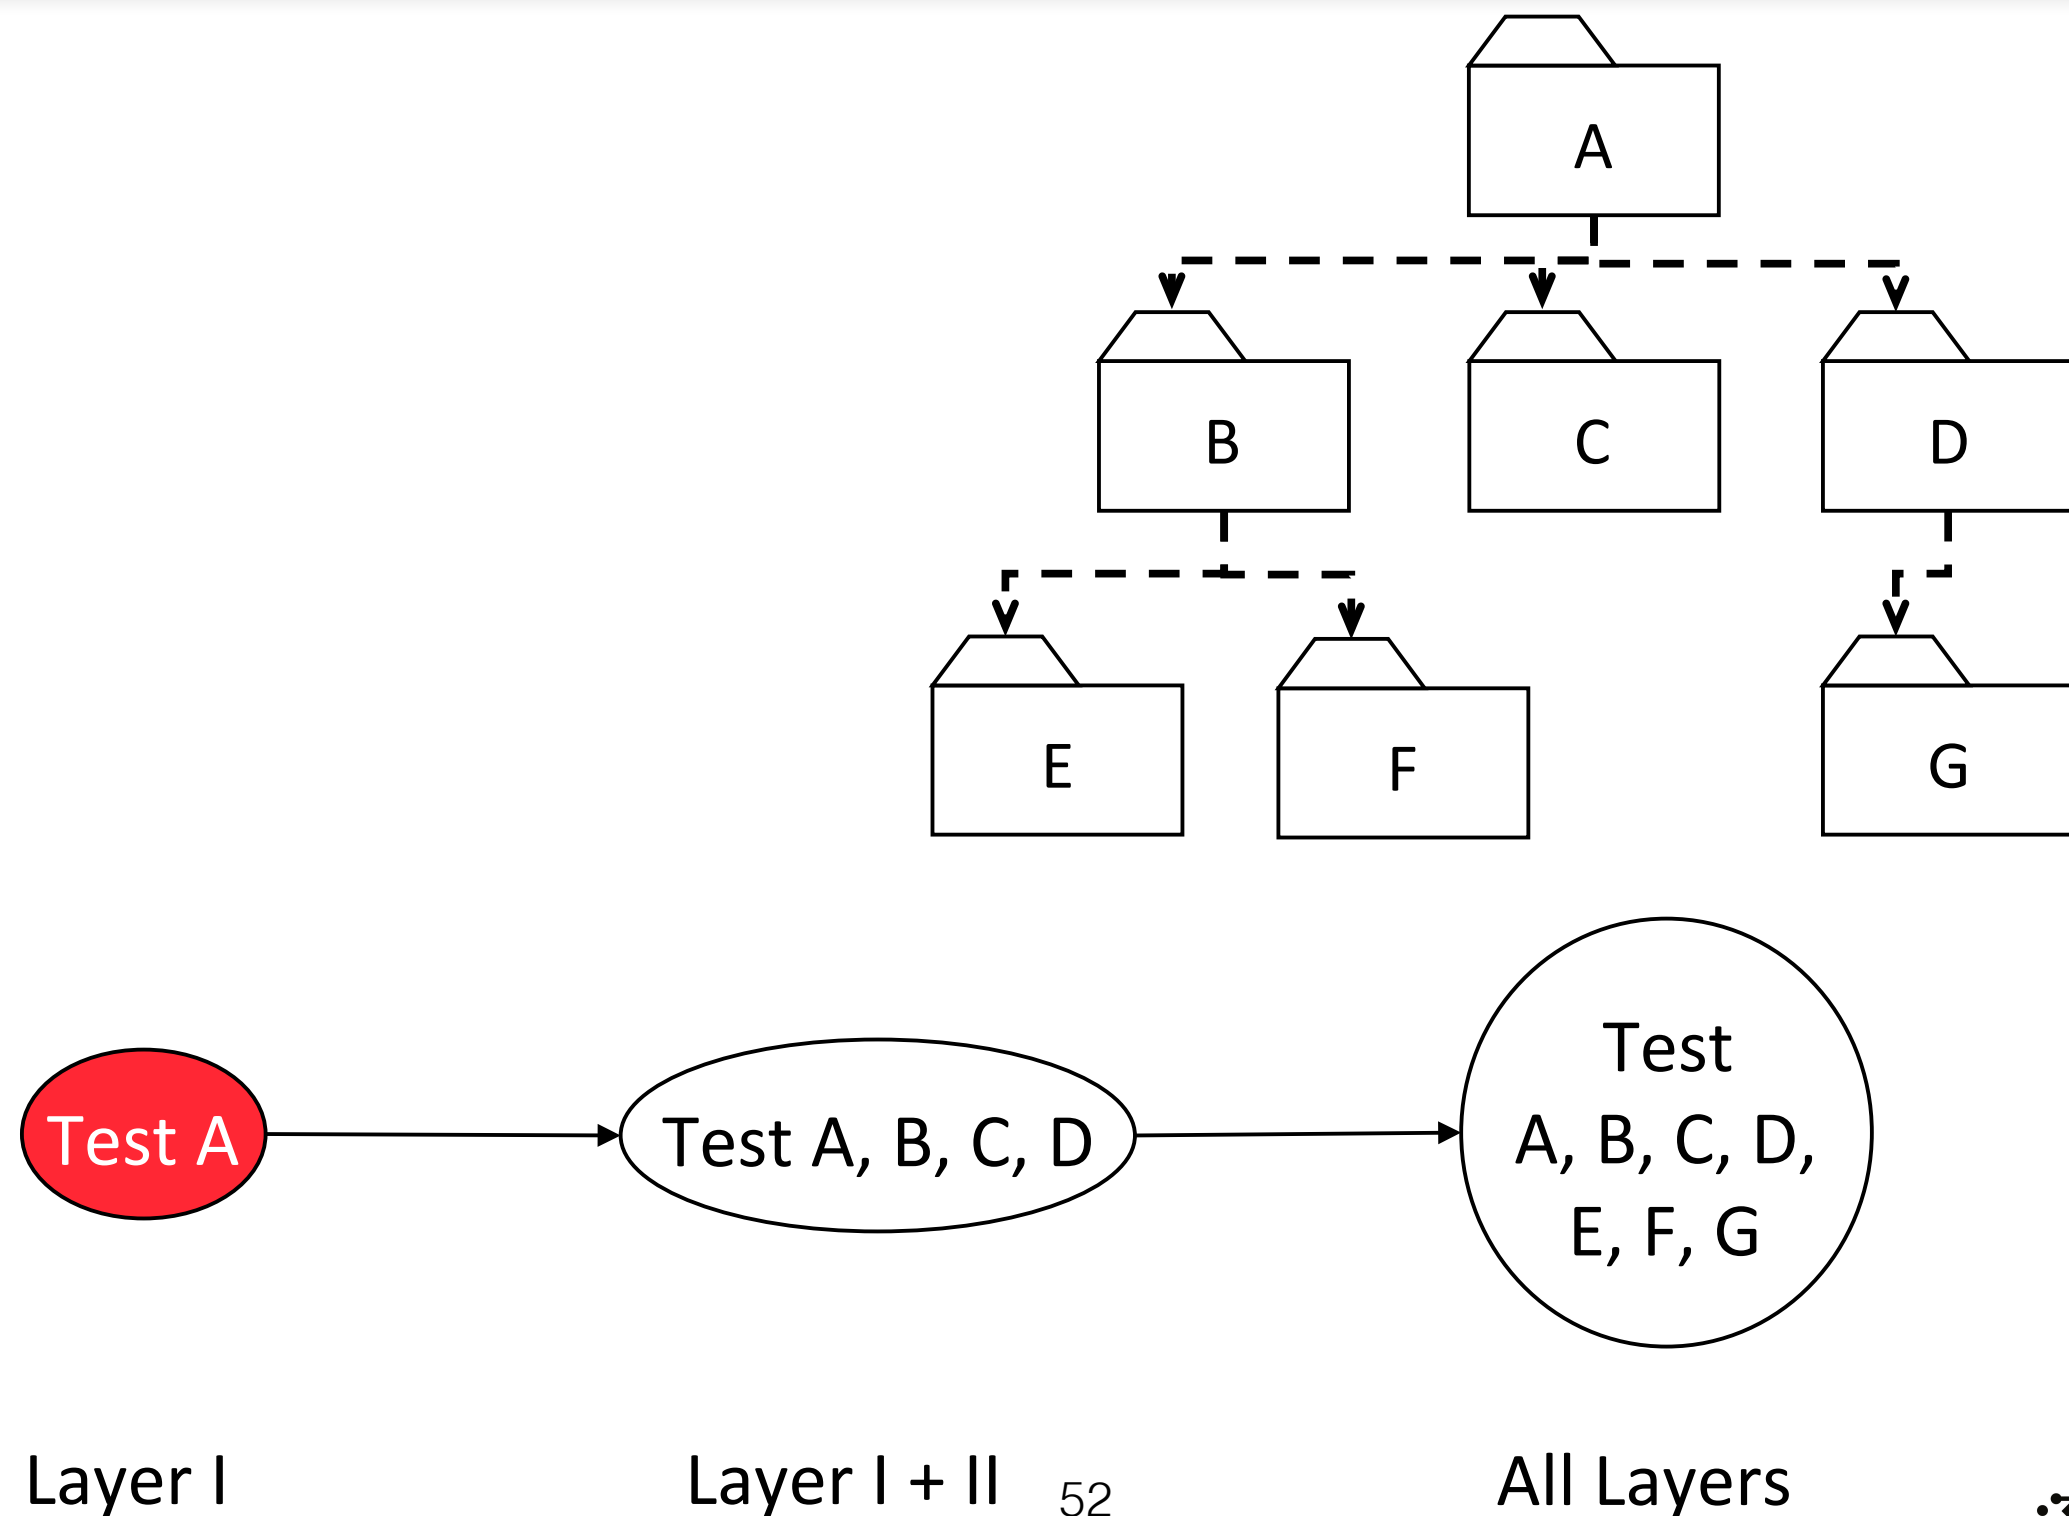 A
B
C
D
E
F
G
Test A
Test A, B, C, D
Test
A, B, C, D,
E, F, G
Layer I
Layer I + II
52
All Layers